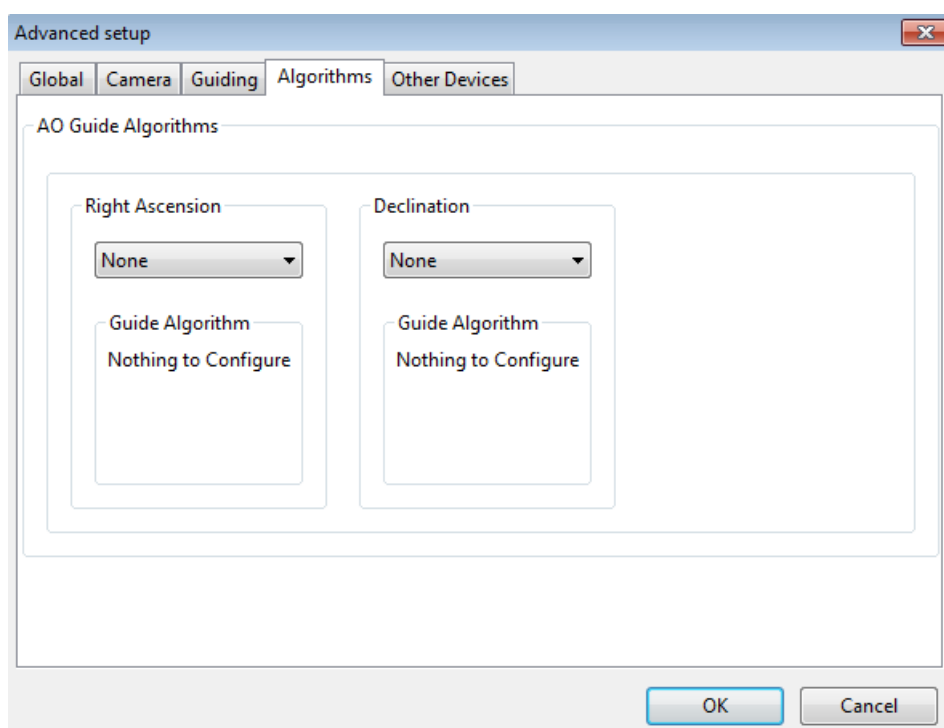 Advanced setup
Global Camera Guiding Algorithms Other Devices
AO Guide Algorithms
Right Ascension
None
Guide Algorithm
Nothing to Configure
Declination
None
Guide Algorithm
Nothing to Configure
OK Cancel